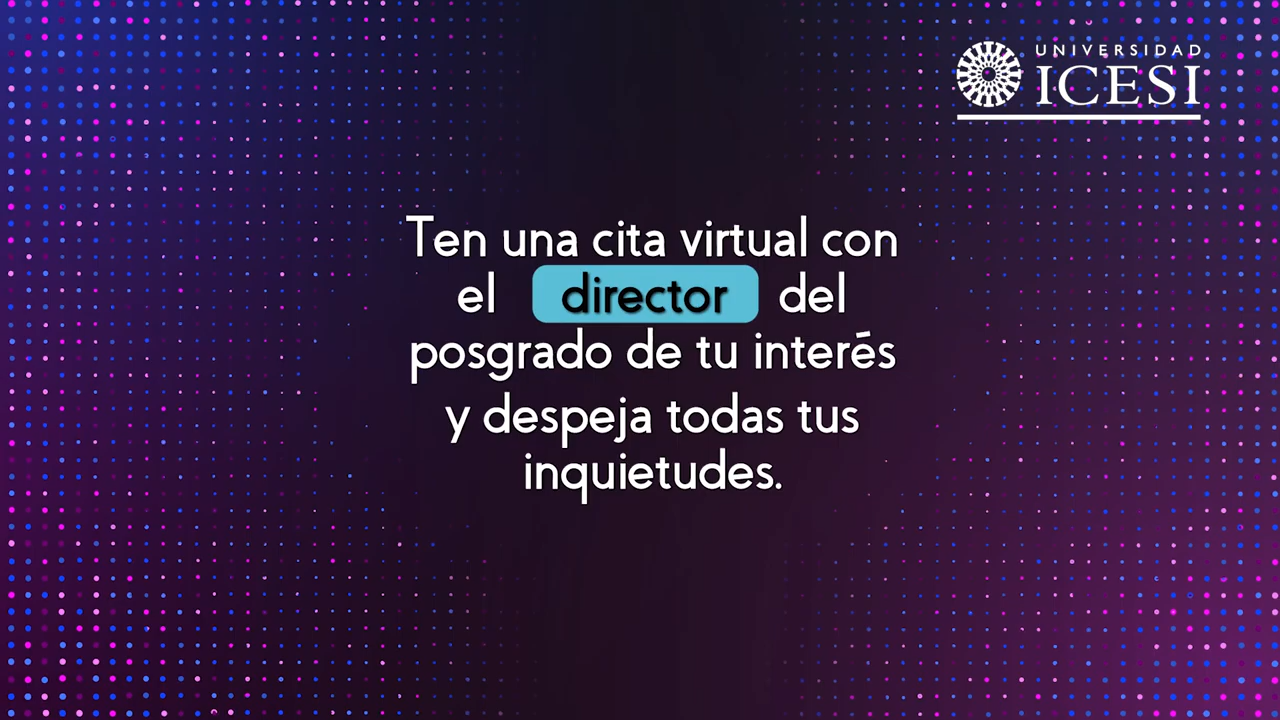 UNIVERSIDAD
ICESI
Ten una cita virtual con
el director del
posgrado de tu interés
y despeja todas tus
inquietudes.